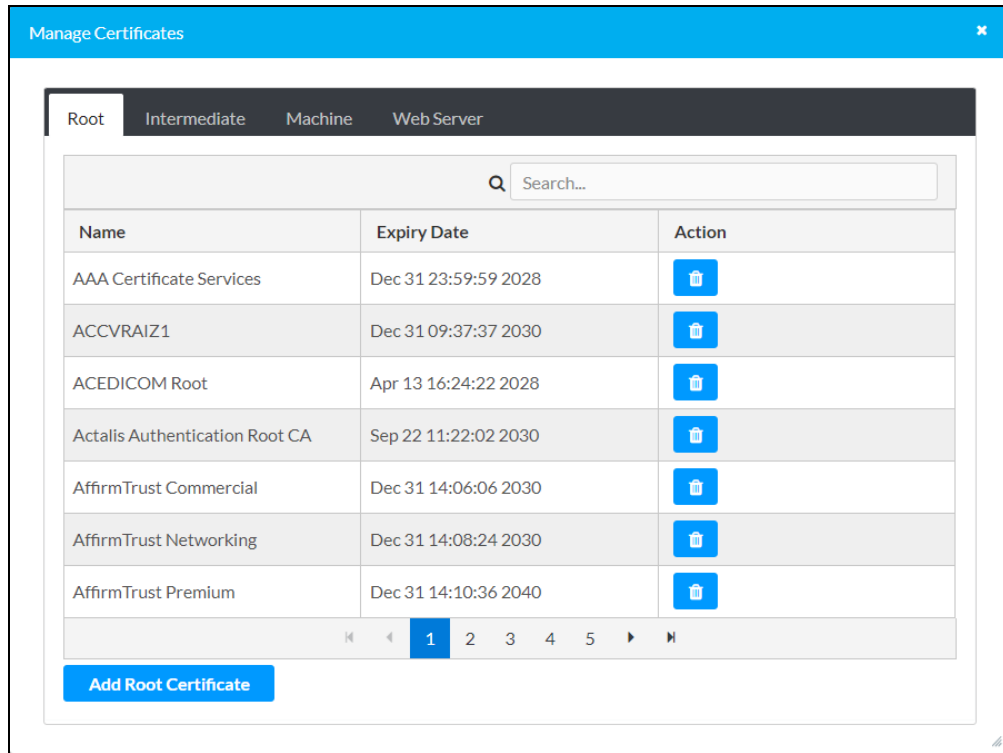 Manage Certificates
Root Intermediate Machine Web Server
Search...
Name Expiry Date Action
AAA Certificate Services Dec 31 23:59:59 2028
ACCVRAIZ1 Dec 31 09:37:37 2030
ACEDICOM Root Apr 13 16:24:22 2028
Actalis Authentication Root CA Sep 22 11:22:02 2030
AffirmTrust Commercial Dec 31 14:06:06 2030
AffirmTrust Networking Dec 31 14:08:24 2030
AffirmTrust Premium Dec 31 14:10:36 2040
1 2 3 4 5
Add Root Certificate